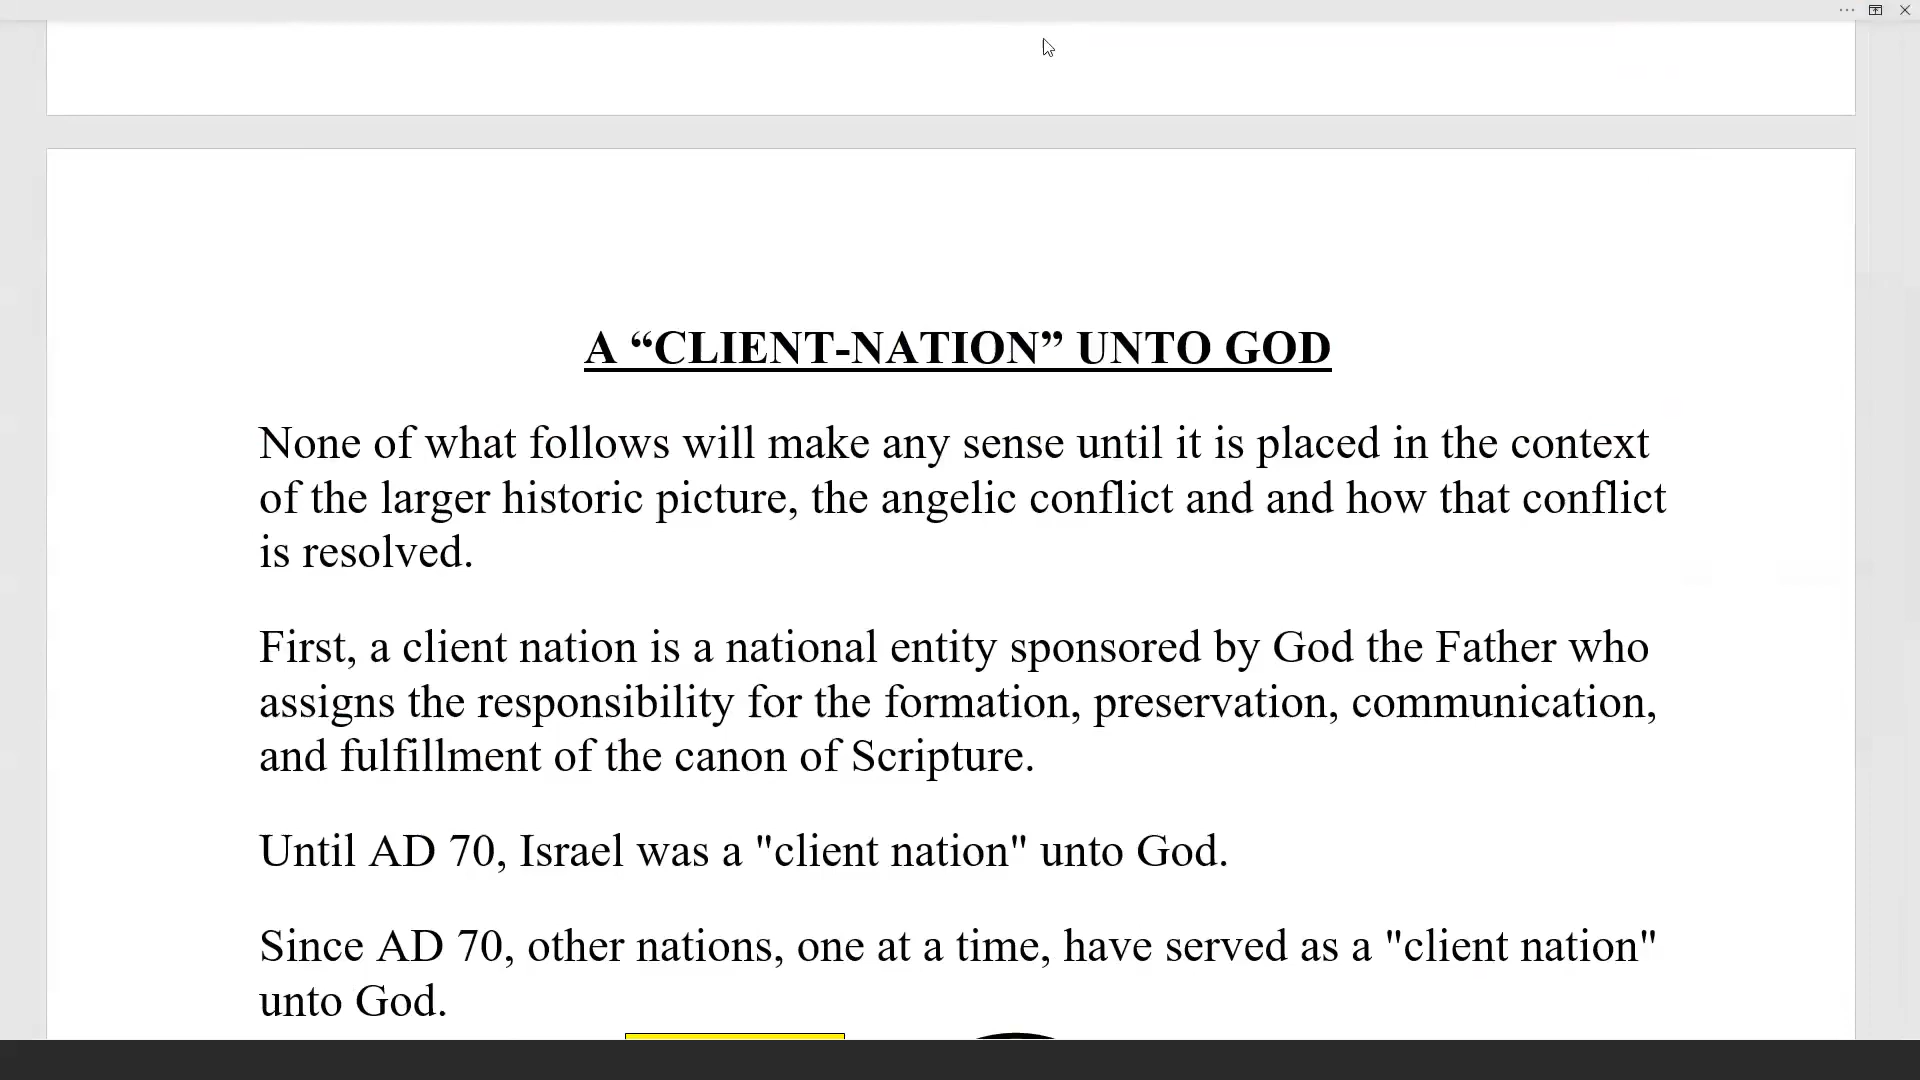 A “CLIENT-NATION” UNTO GOD
None of what follows will make any sense until it is placed in the context
of the larger historic picture, the angelic conflict and and how that conflict
is resolved.
First, a client nation is a national entity sponsored by God the Father who
assigns the responsibility for the formation, preservation, communication,
and fulfillment of the canon of Scripture.
Until AD 70, Israel was a "client nation" unto God.
Since AD 70, other nations, one at a time, have served as a "client nation"
unto God.